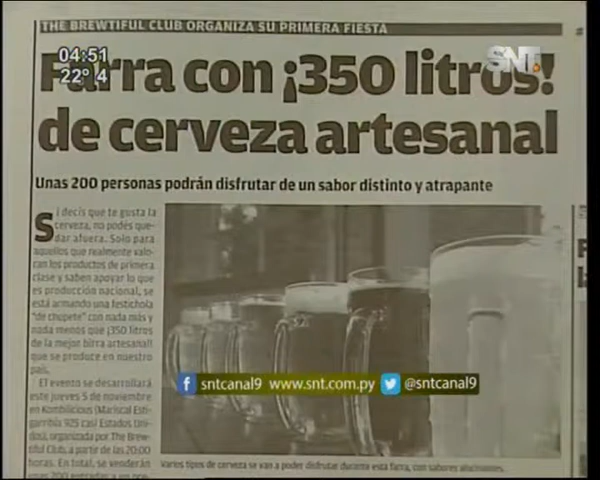 THE BREWTIFUL CLUB ORGANIZA SU PRIMERA FIESTA
04:51
22° 4
SNT.
Farra con ¡350 litros!
de cerveza artesanal
Unas 200 personas podrán disfrutar de un sabor distinto y atrapante
Si decís que te gusta la
cerveza, no podés que-
dar afuera. Solo para
aquellos que realmente valo-
ran los productos de primera
clase y saben apoyar lo que
es producción nacional, se
está armando una festichola
"de chupete" con nada más y
nada menos que ¡350 litros
de la mejor birra artesanal!
que se produce en nuestro
país.
El evento se desarrollará
este jueves 5 de noviembre
en Kombilicious (Mariscal Esti-
garribia 925 casi Estados Uni-
dos), organizada por The Brew-
tiful Club, a partir de las 20:00
horas. En total, se venderán
sntcanal9 www.snt.com.py @sntcanal9
Varios tipos de cerveza se van a poder disfrutar durante esta farra, con sabores alucinantes.